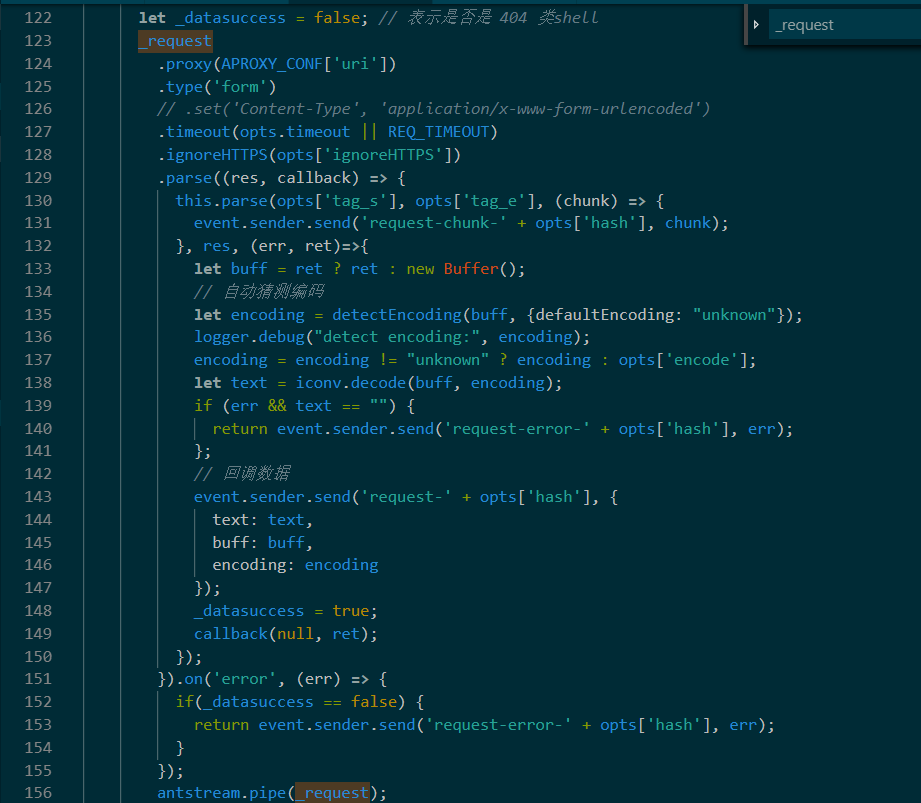 122 let _datasuccess = false; // 表示是否是 404 类shell
_request
123 _request
124 .proxy(APROXY_CONF['uri'])
125 .type('form')
126 // .set('Content-Type', 'application/x-www-form-urlencoded')
127 .timeout(opts.timeout || REQ_TIMEOUT)
128 .ignoreHTTPS(opts['ignoreHTTPS'])
129 .parse((res, callback) => {
130 this.parse(opts['tag_s'], opts['tag_e'], (chunk) => {
131 event.sender.send('request-chunk-' + opts['hash'], chunk);
132 }, res, (err, ret)=>{
133 let buff = ret ? ret : new Buffer();
134 // 自动猜测编码
135 let encoding = detectEncoding(buff, {defaultEncoding: "unknown"});
136 logger.debug("detect encoding:", encoding);
137 encoding = encoding != "unknown" ? encoding : opts['encode'];
138 let text = iconv.decode(buff, encoding);
139 if (err && text == "") {
140 return event.sender.send('request-error-' + opts['hash'], err);
141 };
142 // 回调数据
143 event.sender.send('request-' + opts['hash'], {
144 text: text,
145 buff: buff,
146 encoding: encoding
147 });
148 _datasuccess = true;
149 callback(null, ret);
150 });
151 }).on('error', (err) => {
152 if(_datasuccess == false) {
153 return event.sender.send('request-error-' + opts['hash'], err);
154 }
155 });
156 antstream.pipe(_request);